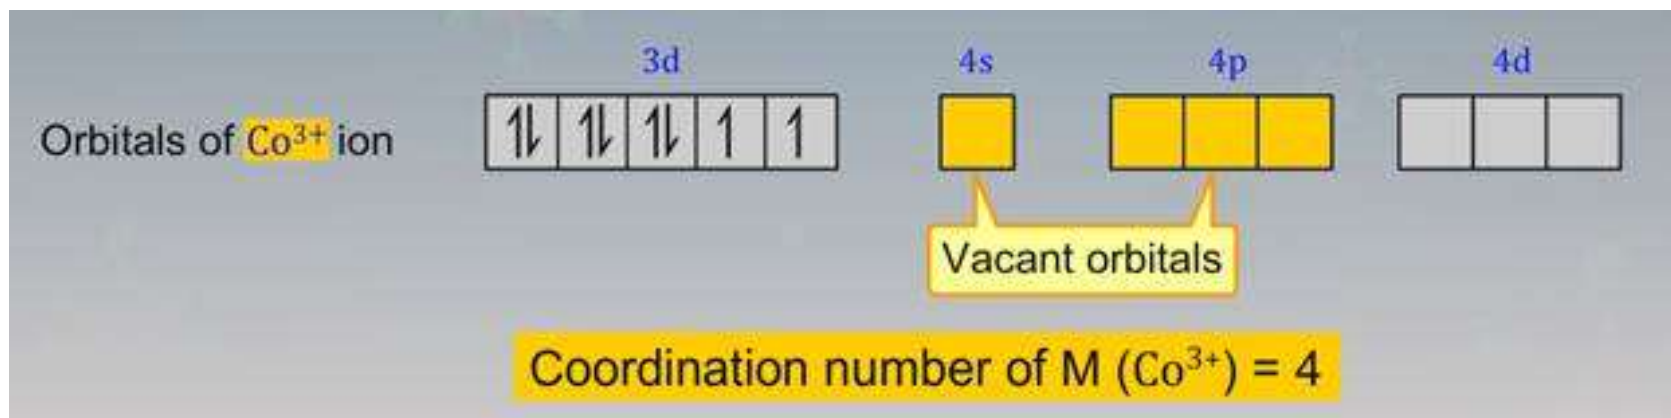 3d 4s 4p 4d
Orbitals of Co³⁺ ion
Vacant orbitals
Coordination number of M (Co³⁺) = 4